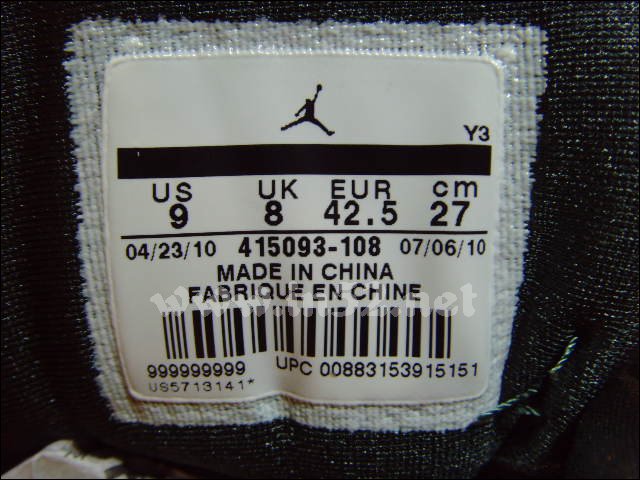 Y3
US UK EUR cm
9 8 42.5 27
04/23/10 415093-108 07/06/10
MADE IN CHINA
FABRIQUE EN CHINE
999999999 UPC 00883153915151
US5713141*